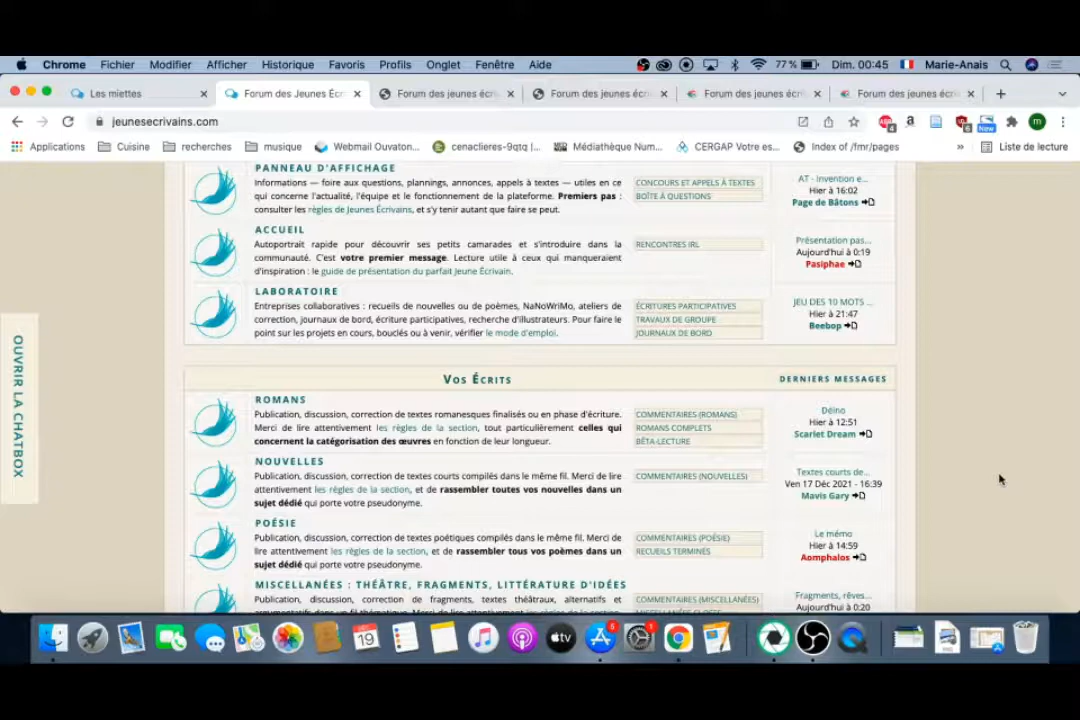 Chrome Fichier Modifier Afficher Historique Favoris Profils Onglet Fenêtre Aide 77 % Dim. 00:45 Marie-Anais
Les miettes Forum des Jeunes Écr Forum des jeunes écri Forum des jeunes écri Forum des jeunes écri Forum des jeunes écri
jeunesecrivains.com
Applications Cuisine recherches musique Webmail Ouvaton... cenaclieres-9qtq |... Médiathèque Num... CERGAP Votre es... Index of /fmr/pages » Liste de lecture
PANNEAU D'AFFICHAGE
Informations — foire aux questions, plannings, annonces, appels à textes — utiles en ce
qui concerne l'actualité, l'équipe et le fonctionnement de la plateforme. Premiers pas :
consulter les règles de Jeunes Écrivains, et s'y tenir autant que faire se peut.
CONCOURS ET APPELS À TEXTES
BOÎTE À QUESTIONS
AT - Invention e...
Hier à 16:02
Page de Bâtons
ACCUEIL
Autoportrait rapide pour découvrir ses petits camarades et s'introduire dans la
communauté. C'est votre premier message. Lecture utile à ceux qui manqueraient
d'inspiration : le guide de présentation du parfait Jeune Écrivain.
RENCONTRES IRL
Présentation pas...
Aujourd'hui à 0:19
Pasiphae
LABORATOIRE
Entreprises collaboratives : recueils de nouvelles ou de poèmes, NaNoWriMo, ateliers de
correction, journaux de bord, écriture participatives, recherche d'illustrateurs. Pour faire le
point sur les projets en cours, bouclés ou à venir, vérifier le mode d'emploi.
ÉCRITURES PARTICIPATIVES
TRAVAUX DE GROUPE
JOURNAUX DE BORD
JEU DES 10 MOTS ...
Hier à 21:47
Beebop
OUVRIR LA CHATBOX
VOS ÉCRITS DERNIERS MESSAGES
ROMANS
Publication, discussion, correction de textes romanesques finalisés ou en phase d'écriture.
Merci de lire attentivement les règles de la section, tout particulièrement celles qui
concernent la catégorisation des œuvres en fonction de leur longueur.
COMMENTAIRES (ROMANS)
ROMANS COMPLETS
BÊTA-LECTURE
Déino
Hier à 12:51
Scarlet Dream
NOUVELLES
Publication, discussion, correction de textes courts compilés dans le même fil. Merci de lire
attentivement les règles de la section, et de rassembler toutes vos nouvelles dans un
sujet dédié qui porte votre pseudonyme.
COMMENTAIRES (NOUVELLES)
Textes courts de...
Ven 17 Déc 2021 - 16:39
Mavis Gary
POÉSIE
Publication, discussion, correction de textes poétiques compilés dans le même fil. Merci de
lire attentivement les règles de la section, et de rassembler tous vos poèmes dans un
sujet dédié qui porte votre pseudonyme.
COMMENTAIRES (POÉSIE)
RECUEILS TERMINÉS
Le mémo
Hier à 14:59
Aomphalos
MISCELLANÉES : THÉÂTRE, FRAGMENTS, LITTÉRATURE D'IDÉES
Publication, discussion, correction de fragments, textes théâtraux, alternatifs et
COMMENTAIRES (MISCELLANÉES)
Fragments, rêves...
Aujourd'hui à 0:20
19 tv